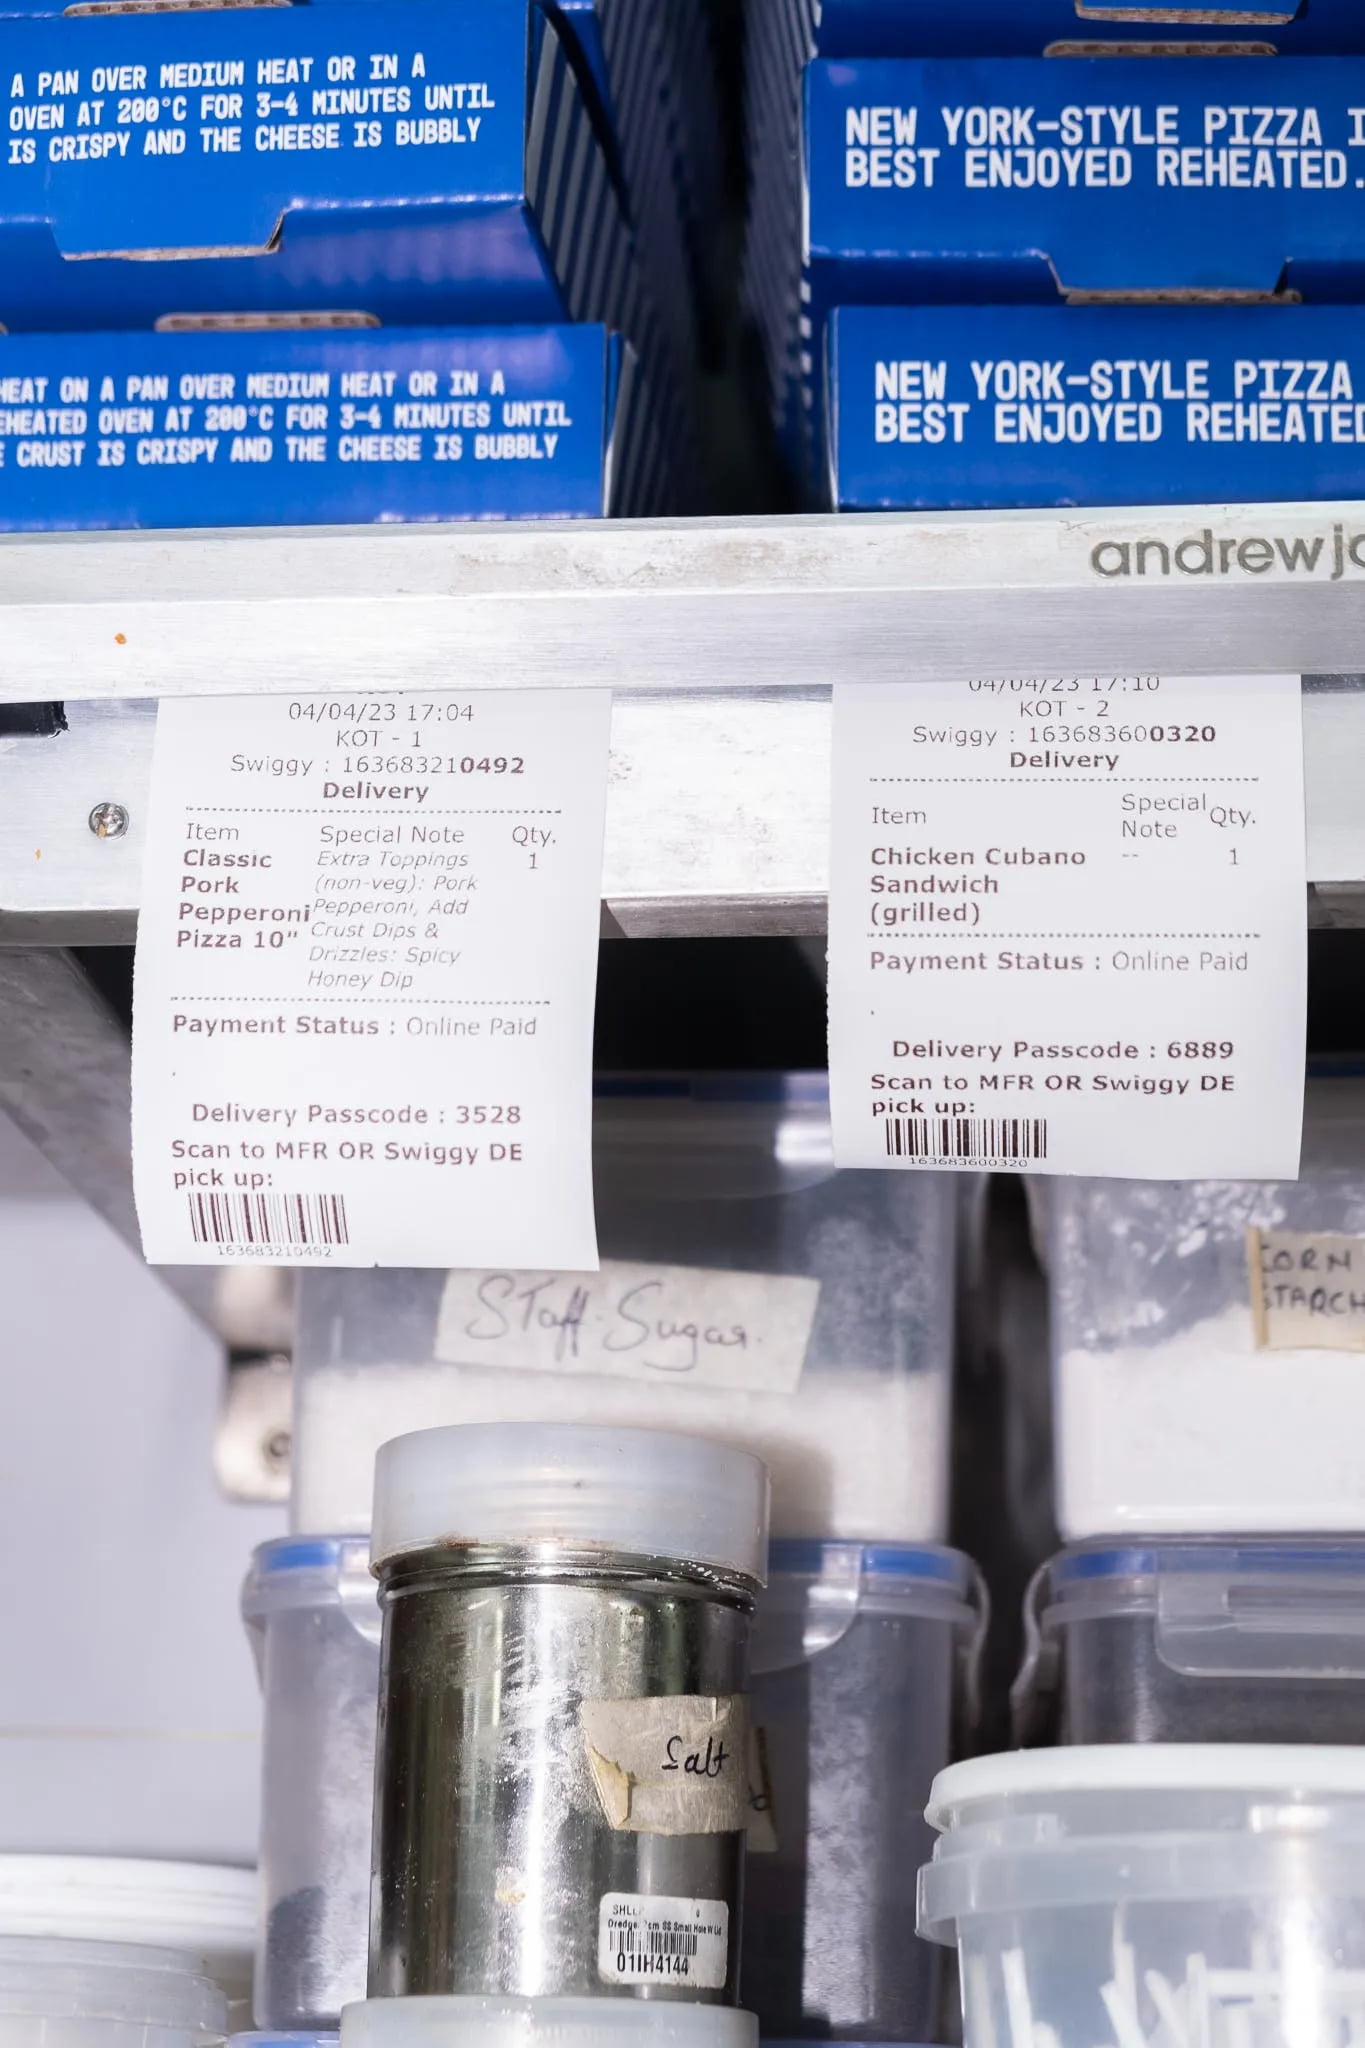 A PAN OVER MEDIUM HEAT OR IN A
OVEN AT 200°C FOR 3-4 MINUTES UNTIL
IS CRISPY AND THE CHEESE IS BUBBLY
NEW YORK-STYLE PIZZA
BEST ENJOYED REHEATED.
HEAT ON A PAN OVER MEDIUM HEAT OR IN A
EHEATED OVEN AT 200°C FOR 3-4 MINUTES UNTIL
E CRUST IS CRISPY AND THE CHEESE IS BUBBLY
NEW YORK-STYLE PIZZA
BEST ENJOYED REHEATED
andrewjo
04/04/23 17:04
KOT - 1
Swiggy : 163683210492
Delivery
Item Special Note Qty.
Classic Extra Toppings 1
Pork (non-veg): Pork
Pepperoni Pepperoni, Add
Pizza 10" Crust Dips &
Drizzles: Spicy
Honey Dip
Payment Status : Online Paid
.
Delivery Passcode : 3528
Scan to MFR OR Swiggy DE
pick up:
163683210492
04/04/23 17:10
KOT - 2
Swiggy : 163683600320
Delivery
Item Special Note Qty.
Chicken Cubano -- 1
Sandwich
(grilled)
Payment Status : Online Paid
.
Delivery Passcode : 6889
Scan to MFR OR Swiggy DE
pick up:
163683600320
Staff Sugar.
CORN
STARCH
Salt
SS Small Hole W Lid
01IH4144